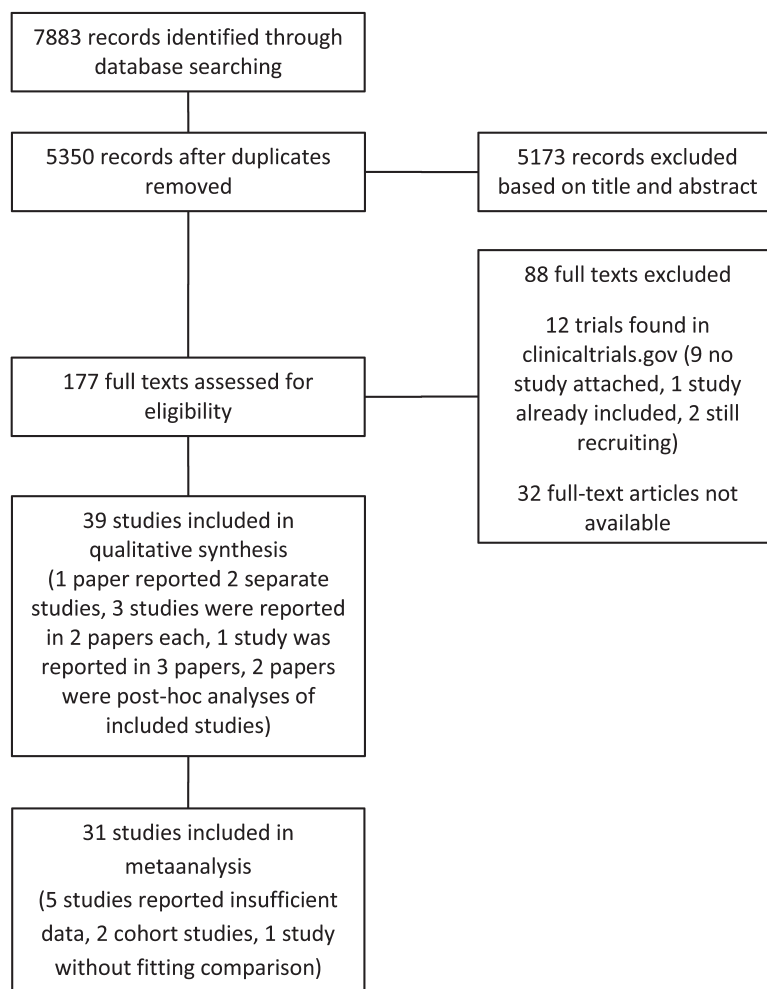 7883 records identified through
database searching
5350 records after duplicates
removed
5173 records excluded
based on title and abstract
88 full texts excluded
12 trials found in
clinicaltrials.gov (9 no
study attached, 1 study
already included, 2 still
recruiting)
32 full-text articles not
available
177 full texts assessed for
eligibility
39 studies included in
qualitative synthesis
(1 paper reported 2 separate
studies, 3 studies were reported
in 2 papers each, 1 study was
reported in 3 papers, 2 papers
were post-hoc analyses of
included studies)
31 studies included in
metaanalysis
(5 studies reported insufficient
data, 2 cohort studies, 1 study
without fitting comparison)